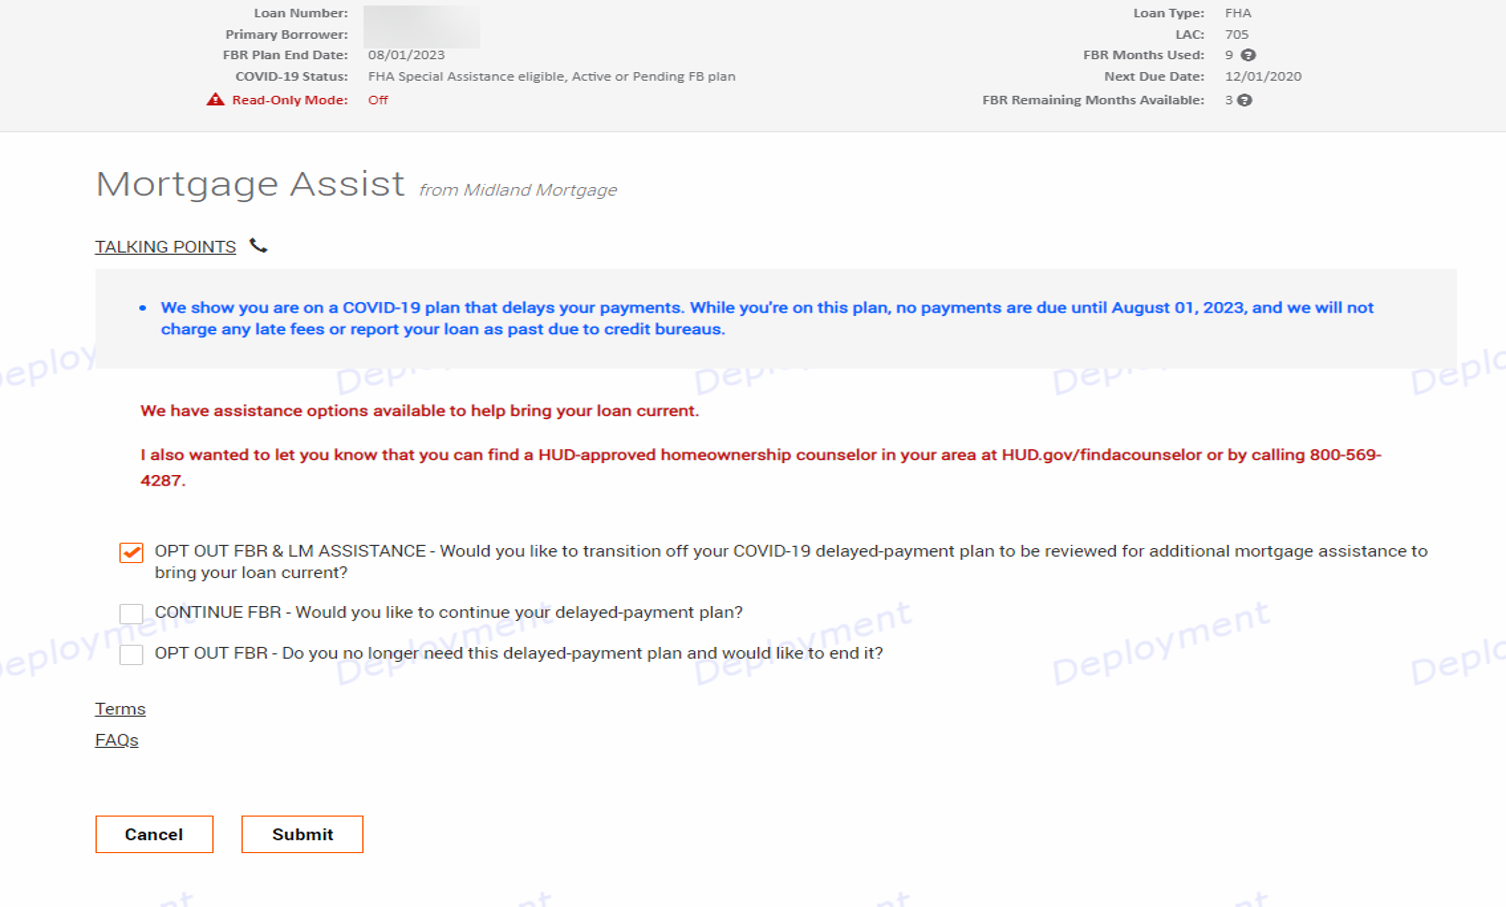 Loan Number:
Primary Borrower:
FBR Plan End Date: 08/01/2023
COVID-19 Status: FHA Special Assistance eligible, Active or Pending FB plan
Read-Only Mode: Off
Loan Type: FHA
LAC: 705
FBR Months Used: 9
Next Due Date: 12/01/2020
FBR Remaining Months Available: 3
Mortgage Assist from Midland Mortgage
TALKING POINTS
• We show you are on a COVID-19 plan that delays your payments. While you're on this plan, no payments are due until August 01, 2023, and we will not
charge any late fees or report your loan as past due to credit bureaus.
We have assistance options available to help bring your loan current.
I also wanted to let you know that you can find a HUD-approved homeownership counselor in your area at HUD.gov/findacounselor or by calling 800-569-
4287.
OPT OUT FBR & LM ASSISTANCE - Would you like to transition off your COVID-19 delayed-payment plan to be reviewed for additional mortgage assistance to
bring your loan current?
CONTINUE FBR - Would you like to continue your delayed-payment plan?
OPT OUT FBR - Do you no longer need this delayed-payment plan and would like to end it?
Deployment
Deployment
Deployment
Terms
FAQs
Cancel
Submit